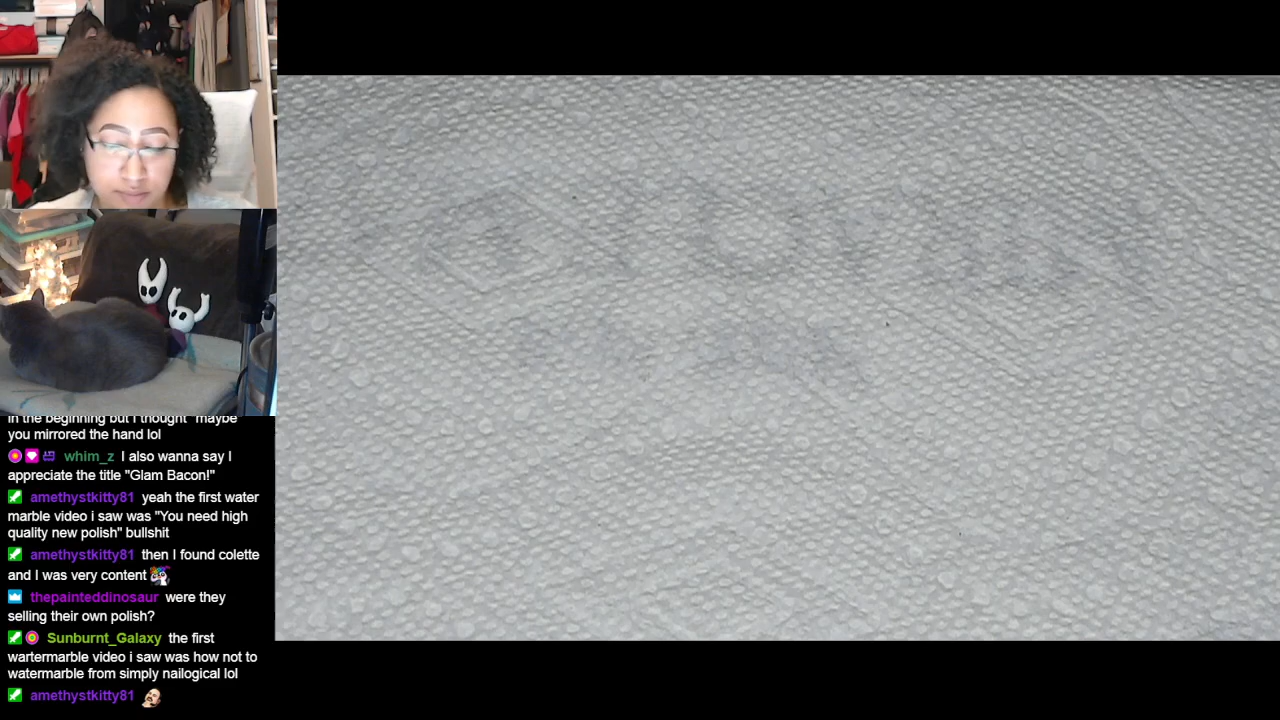 in the beginning but I thought "maybe
you mirrored the hand lol
whim_z I also wanna say I
appreciate the title "Glam Bacon!"
amethystkitty81 yeah the first water
marble video i saw was "You need high
quality new polish" bullshit
amethystkitty81 then I found colette
and I was very content
thepainteddinosaur were they
selling their own polish?
Sunburnt_Galaxy the first
wartermarble video i saw was how not to
watermarble from simply nailogical lol
amethystkitty81